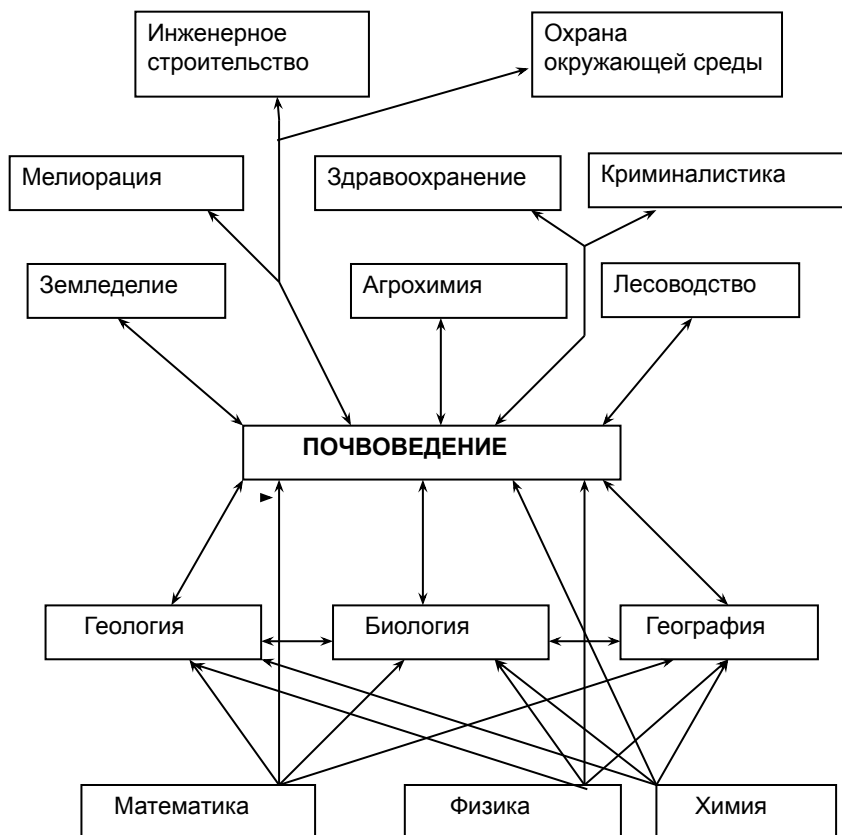 Инженерное
строительство
Охрана
окружающей среды
Мелиорация
Здравоохранение
Криминалистика
Земледелие
Агрохимия
Лесоводство
ПОЧВОВЕДЕНИЕ
Геология
Биология
География
Математика
Физика
Химия